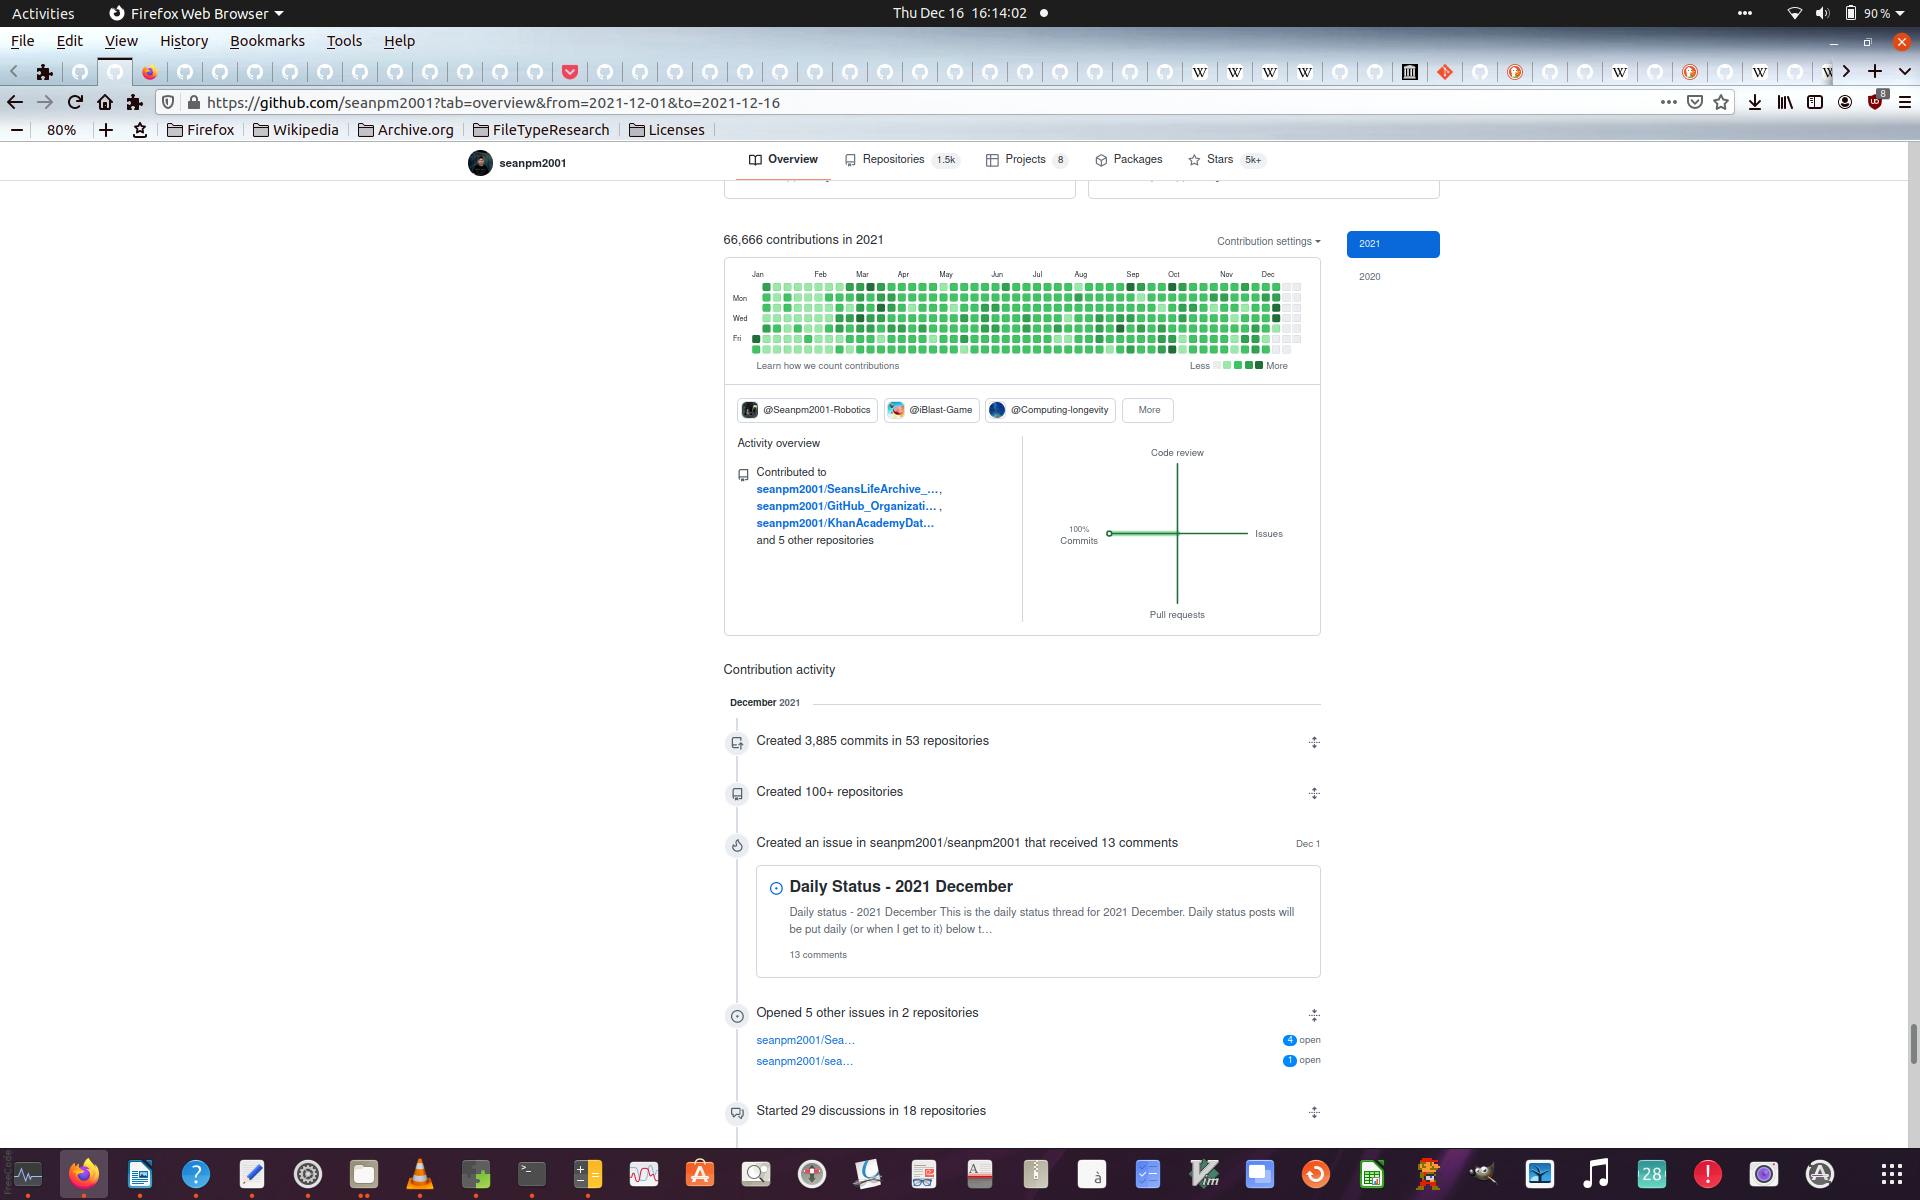 Activities
Firefox Web Browser
Thu Dec 16 16:14:02
90 %
File Edit View History Bookmarks Tools Help
https://github.com/seanpm2001?tab=overview&from=2021-12-01&to=2021-12-16
8
80%
Firefox
Wikipedia
Archive.org
FileTypeResearch
Licenses
seanpm2001
Overview
Repositories 1.5k
Projects 8
Packages
Stars 5k+
66,666 contributions in 2021
Contribution settings
2021
2020
Jan Feb Mar Apr May Jun Jul Aug Sep Oct Nov Dec
Mon
Wed
Fri
Learn how we count contributions
Less
More
@Seanpm2001-Robotics
@iBlast-Game
@Computing-longevity
More
Activity overview
Contributed to
seanpm2001/SeansLifeArchive_…,
seanpm2001/GitHub_Organizati…,
seanpm2001/KhanAcademyDat…
and 5 other repositories
Code review
100%
Commits
Issues
Pull requests
Contribution activity
December 2021
Created 3,885 commits in 53 repositories
Created 100+ repositories
Created an issue in seanpm2001/seanpm2001 that received 13 comments
Dec 1
Daily Status - 2021 December
Daily status - 2021 December This is the daily status thread for 2021 December. Daily status posts will
be put daily (or when I get to it) below t…
13 comments
Opened 5 other issues in 2 repositories
seanpm2001/Sea…
4 open
seanpm2001/sea…
1 open
Started 29 discussions in 18 repositories
28